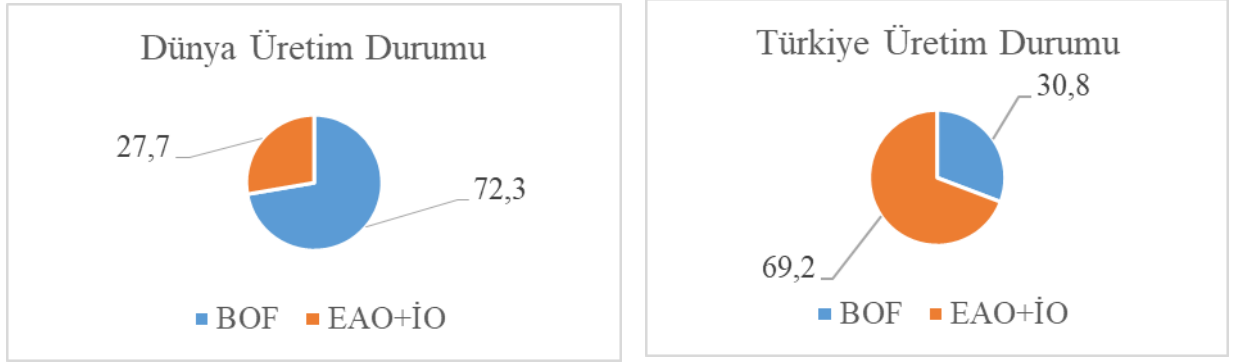 Dünya Üretim Durumu
27,7
72,3
BOF EAO+İO
Türkiye Üretim Durumu
30,8
69,2
BOF EAO+İO